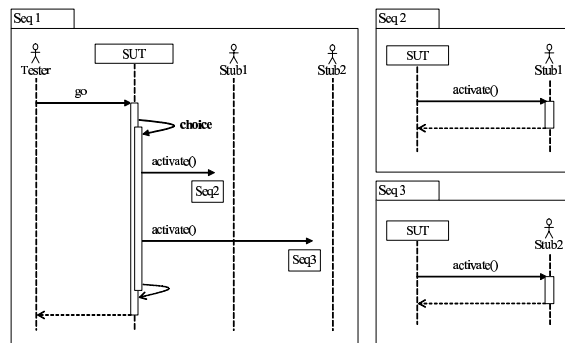 Seq 1
Tester
SUT
Stub1
Stub2
go
choice
activate()
Seq2
activate()
Seq3
Seq 2
SUT
Stub1
activate()
Seq 3
SUT
Stub2
activate()